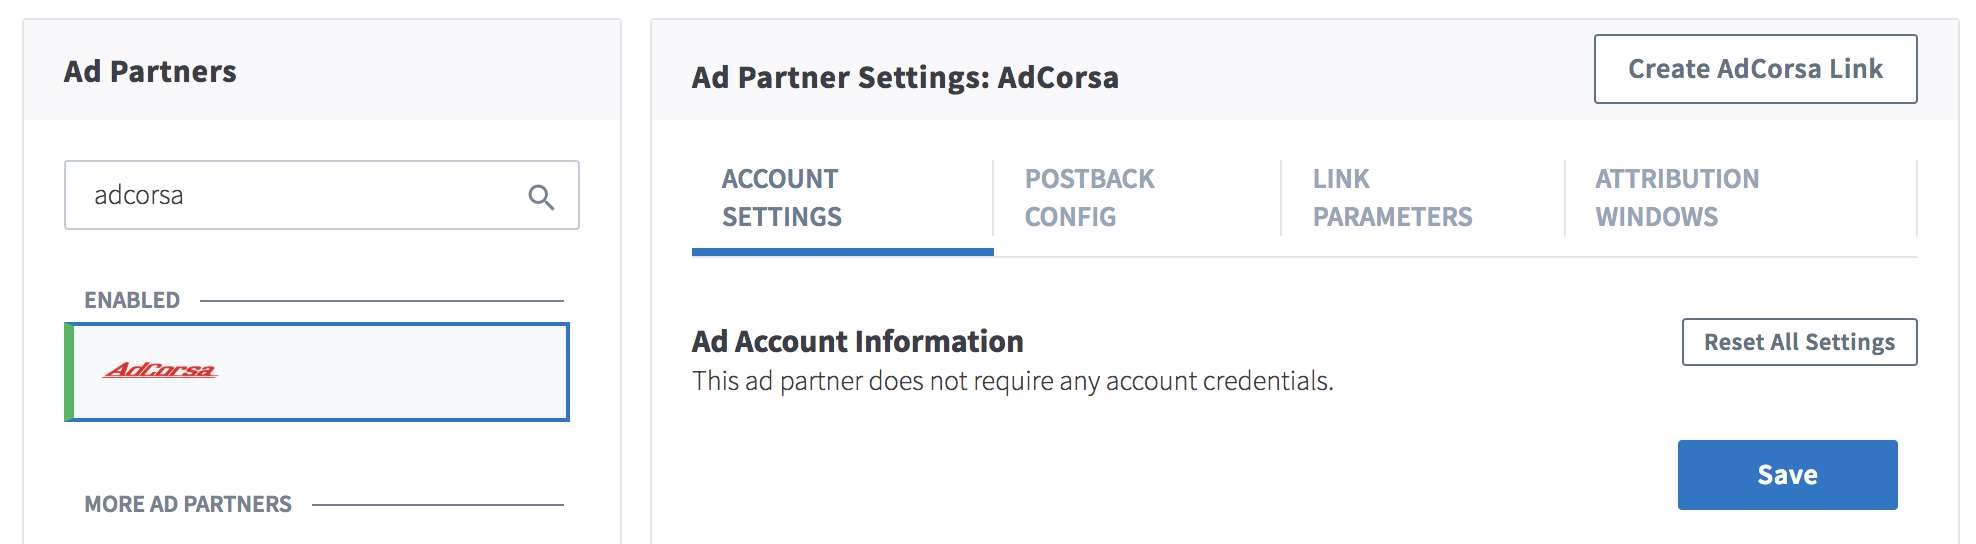 Ad Partners
adcorsa
ENABLED
AdCorsa
MORE AD PARTNERS
Ad Partner Settings: AdCorsa
Create AdCorsa Link
ACCOUNT
SETTINGS
POSTBACK
CONFIG
LINK
PARAMETERS
ATTRIBUTION
WINDOWS
Ad Account Information
Reset All Settings
This ad partner does not require any account credentials.
Save